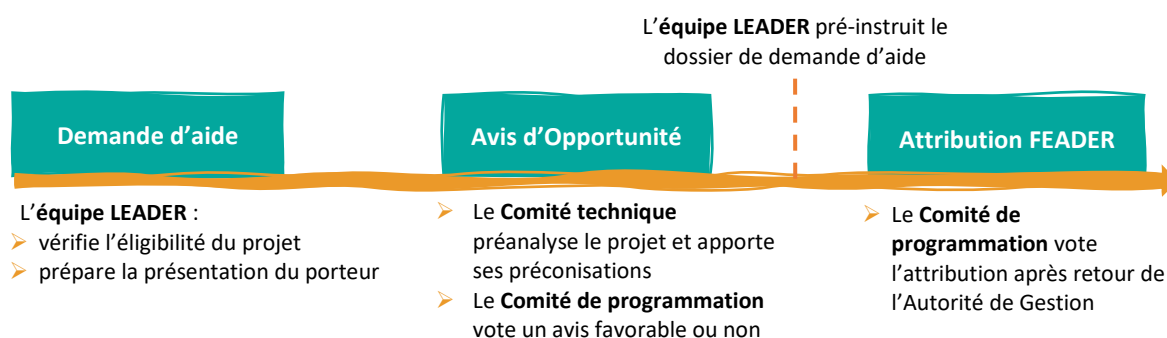 L'équipe LEADER pré-instruit le
dossier de demande d'aide
Demande d'aide
Avis d'Opportunité
Attribution FEADER
L'équipe LEADER :
➢ vérifie l'éligibilité du projet
➢ prépare la présentation du porteur
➢ Le Comité technique
préanalyse le projet et apporte
ses préconisations
➢ Le Comité de programmation
vote un avis favorable ou non
➢ Le Comité de
programmation vote
l'attribution après retour de
l'Autorité de Gestion